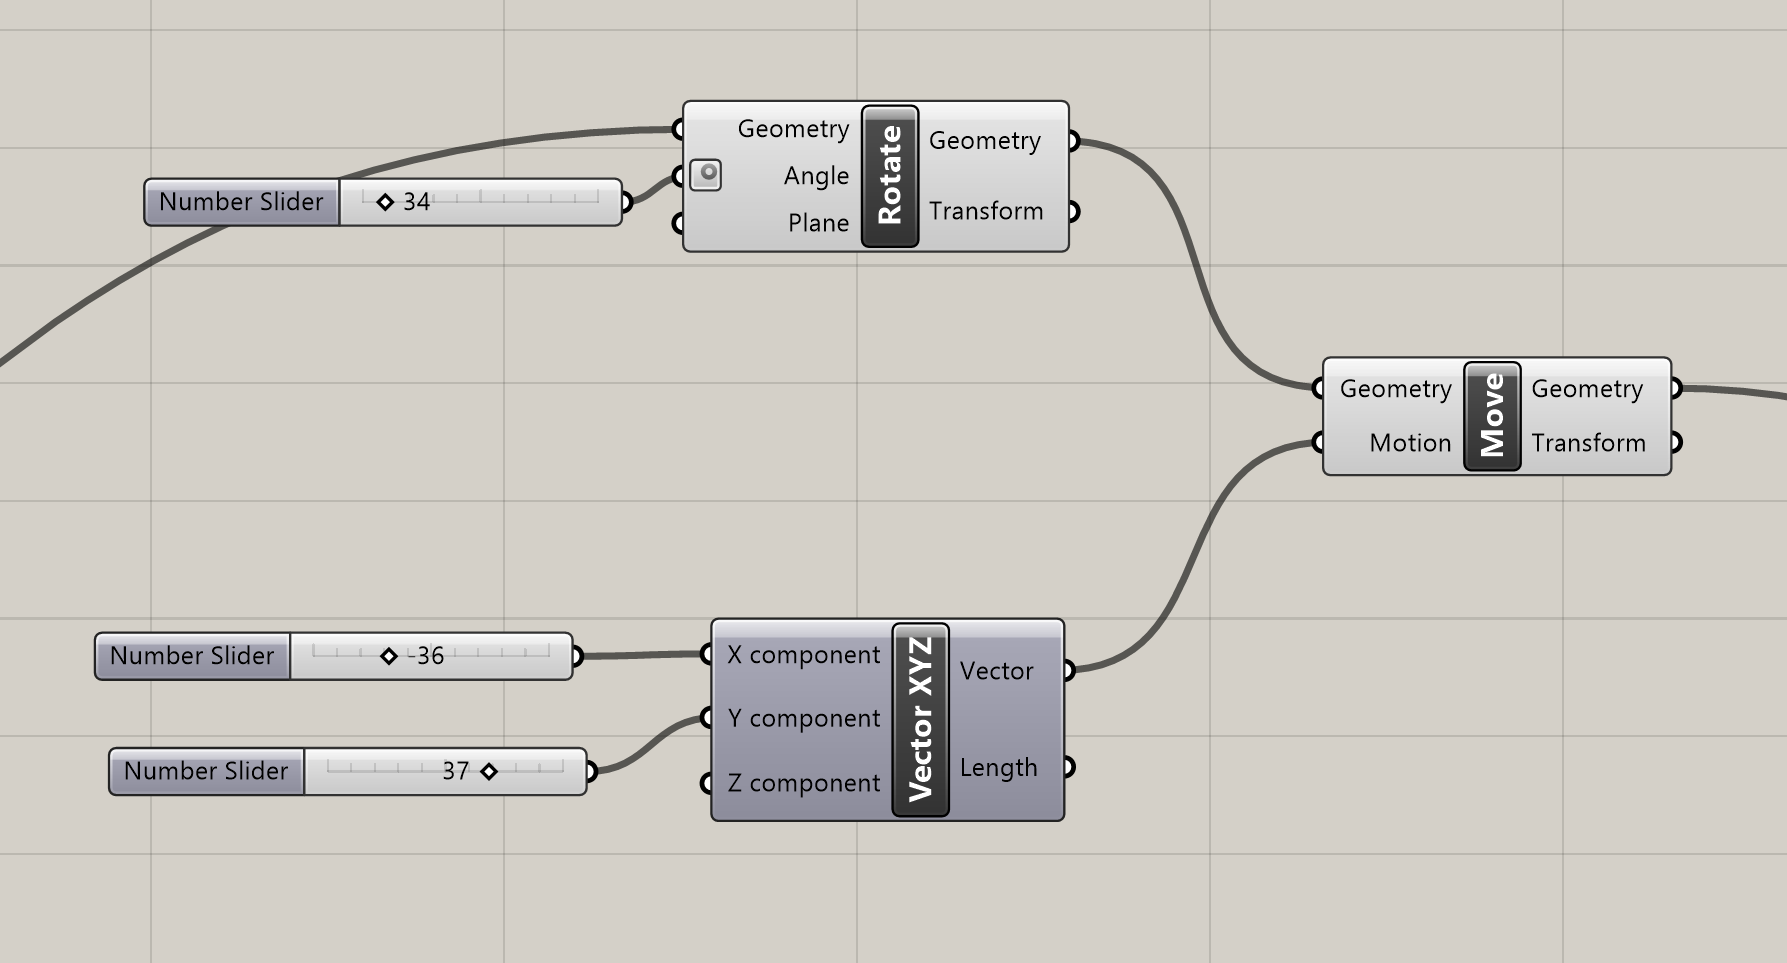 Geometry
Angle
Plane
Rotate
Geometry
Transform
Number Slider
34
Geometry
Motion
Move
Geometry
Transform
Number Slider
-36
Number Slider
37
X component
Y component
Z component
Vector XYZ
Vector
Length